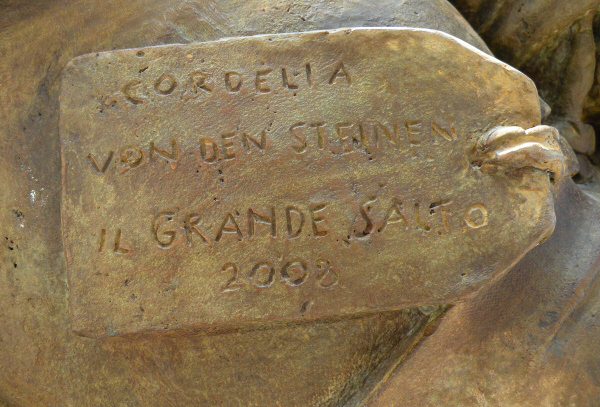 CORDELIA
VON DEN STEINEN
IL GRANDE SALTO
2008